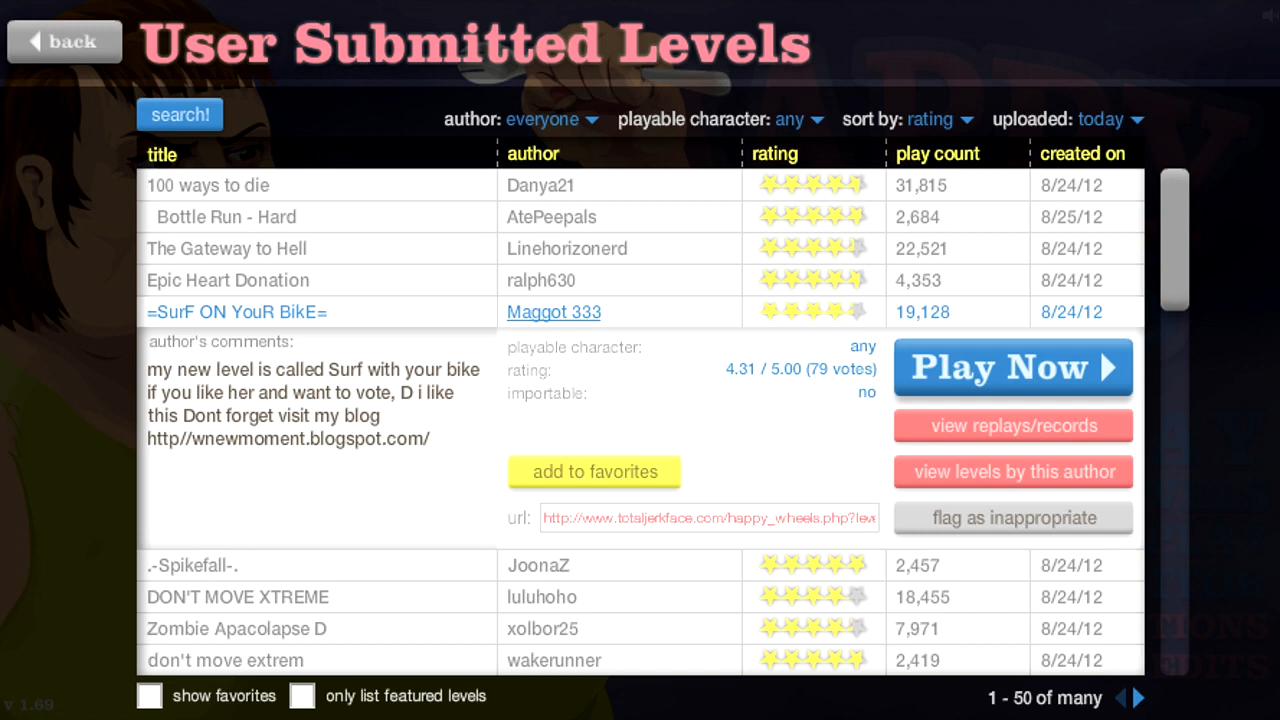 back
User Submitted Levels
search!
author: everyone playable character: any sort by: rating uploaded: today
title author rating play count created on
100 ways to die Danya21 31,815 8/24/12
Bottle Run - Hard AtePeepals 2,684 8/25/12
The Gateway to Hell Linehorizonerd 22,521 8/24/12
Epic Heart Donation ralph630 4,353 8/24/12
=SurF ON YouR BikE= Maggot 333 19,128 8/24/12
author's comments:
my new level is called Surf with your bike
if you like her and want to vote, D i like
this Dont forget visit my blog
http//wnewmoment.blogspot.com/
playable character: any
rating: 4.31 / 5.00 (79 votes)
importable: no
add to favorites
url: http://www.totaljerkface.com/happy_wheels.php?leve
Play Now
view replays/records
view levels by this author
flag as inappropriate
.-Spikefall-. JoonaZ 2,457 8/24/12
DON'T MOVE XTREME luluhoho 18,455 8/24/12
Zombie Apacolapse D xolbor25 7,971 8/24/12
don't move extrem wakerunner 2,419 8/24/12
show favorites only list featured levels 1 - 50 of many
v 1.69